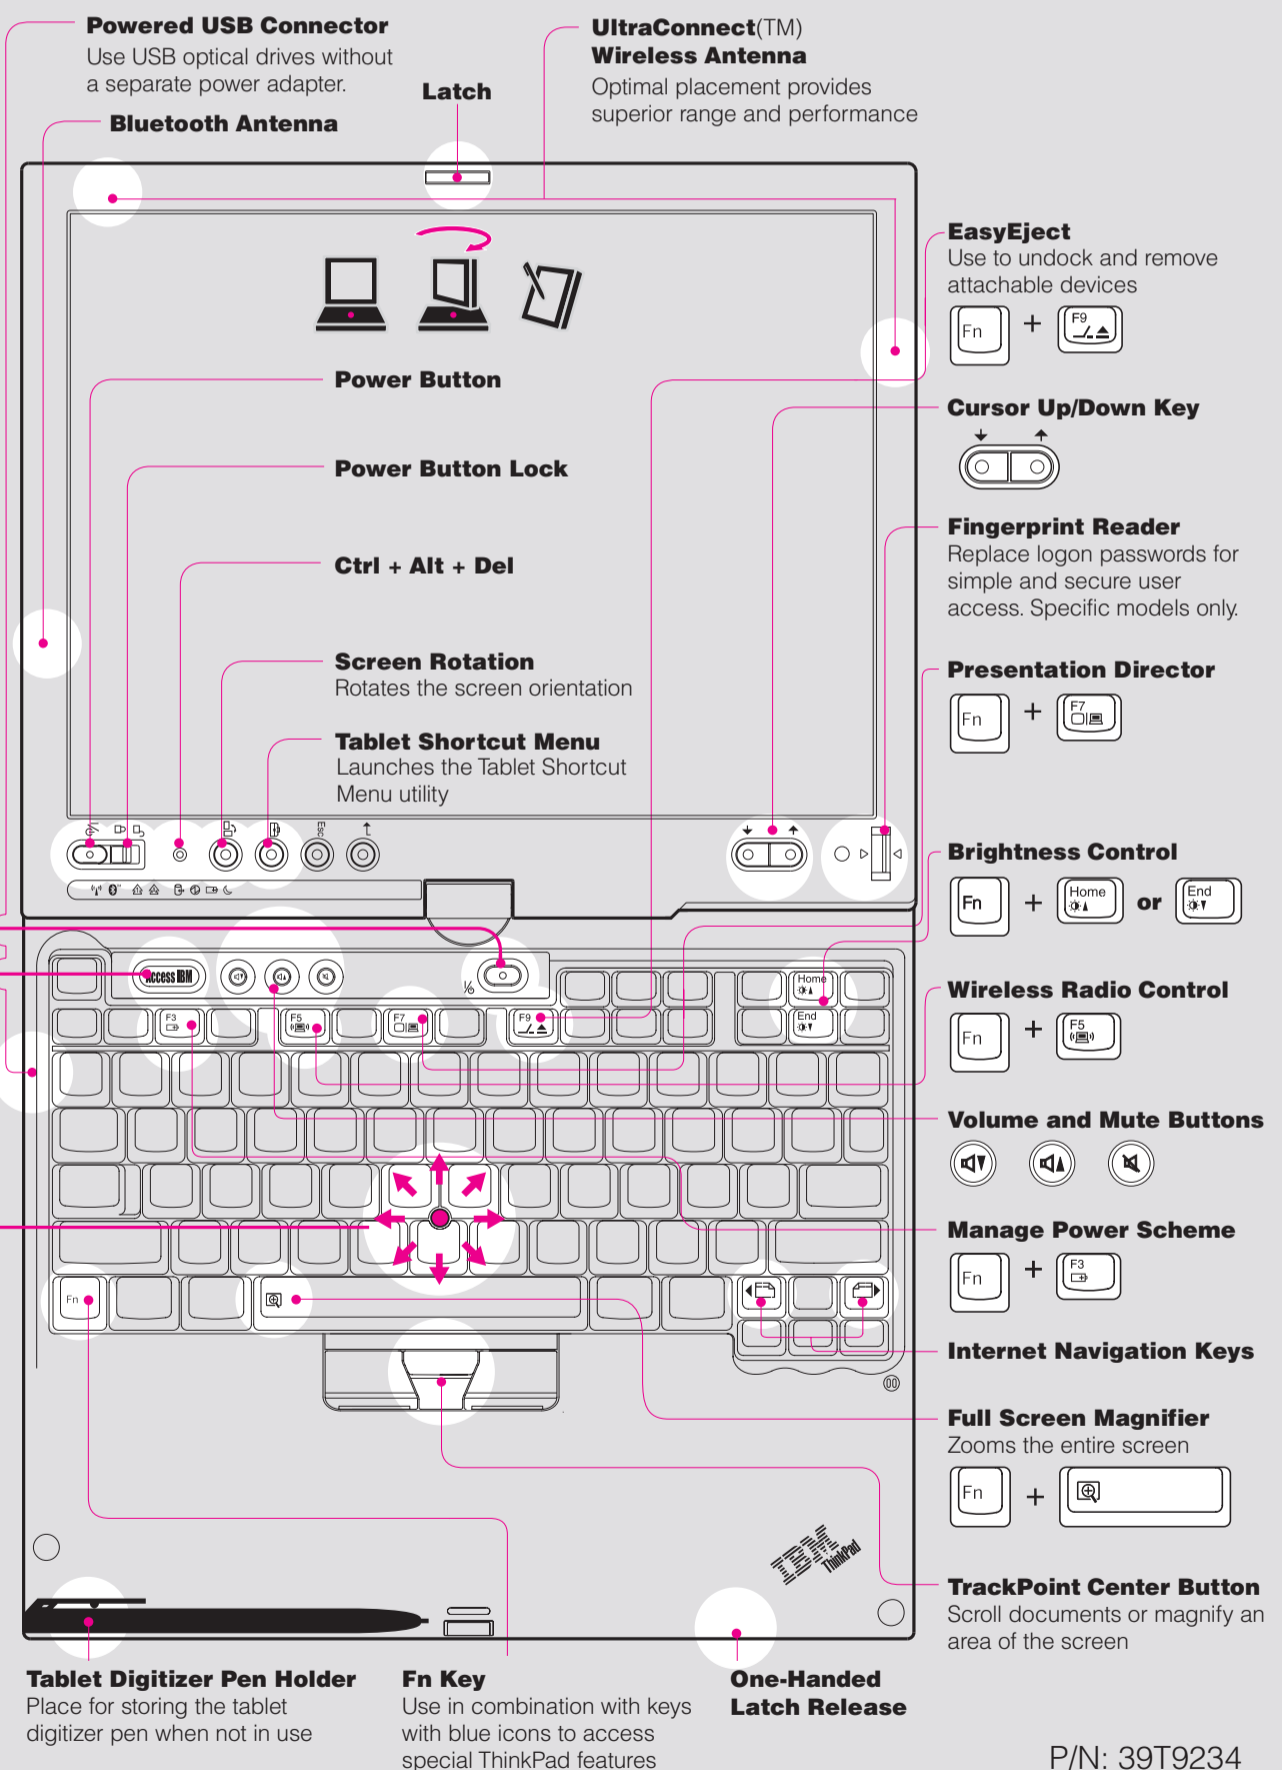 Powered USB Connector
Use USB optical drives without
a separate power adapter.
Bluetooth Antenna
Latch
UltraConnect(TM)
Wireless Antenna
Optimal placement provides
superior range and performance
EasyEject
Use to undock and remove
attachable devices
Fn + F9
Power Button
Cursor Up/Down Key
Power Button Lock
Fingerprint Reader
Replace logon passwords for
simple and secure user
access. Specific models only.
Ctrl + Alt + Del
Screen Rotation
Rotates the screen orientation
Presentation Director
Fn + F7
Tablet Shortcut Menu
Launches the Tablet Shortcut
Menu utility
Esc
Brightness Control
Fn + Home or End
Access IBM
Home
End
F3
F5
F7
F9
Wireless Radio Control
Fn + F5
Volume and Mute Buttons
Manage Power Scheme
Fn + F3
Fn
Internet Navigation Keys
Full Screen Magnifier
Zooms the entire screen
Fn +
IBM
ThinkPad
TrackPoint Center Button
Scroll documents or magnify an
area of the screen
Tablet Digitizer Pen Holder
Place for storing the tablet
digitizer pen when not in use
Fn Key
Use in combination with keys
with blue icons to access
special ThinkPad features
One-Handed
Latch Release
P/N: 39T9234